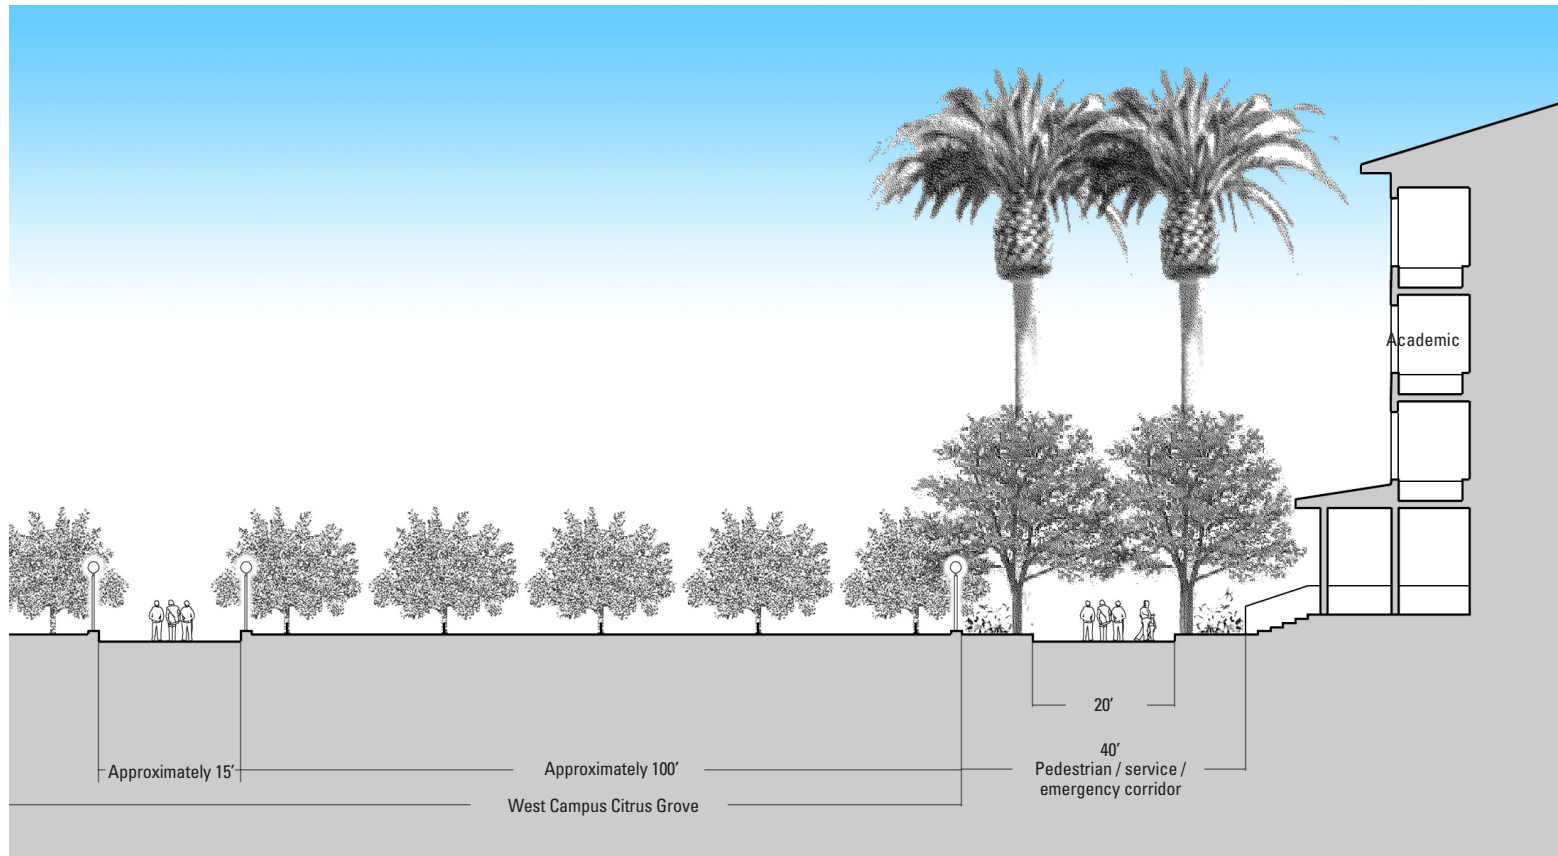 Academic
20′
40′
Approximately 15′
Approximately 100′
Pedestrian / service /
emergency corridor
West Campus Citrus Grove